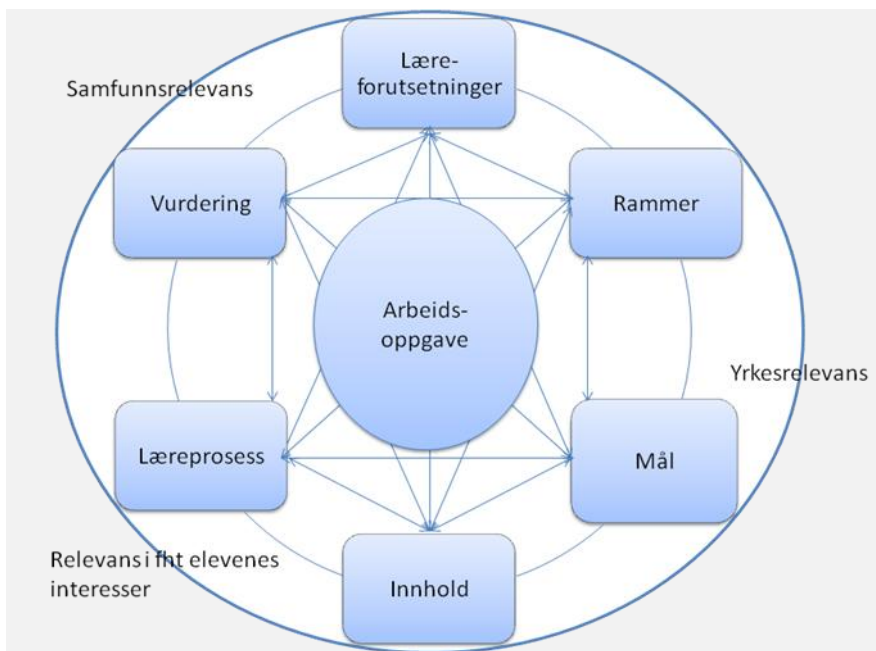 Lære-
forutsetninger
Samfunnsrelevans
Vurdering
Rammer
Arbeids-
oppgave
Yrkesrelevans
Læreprosess
Mål
Relevans i fht elevenes
interesser
Innhold